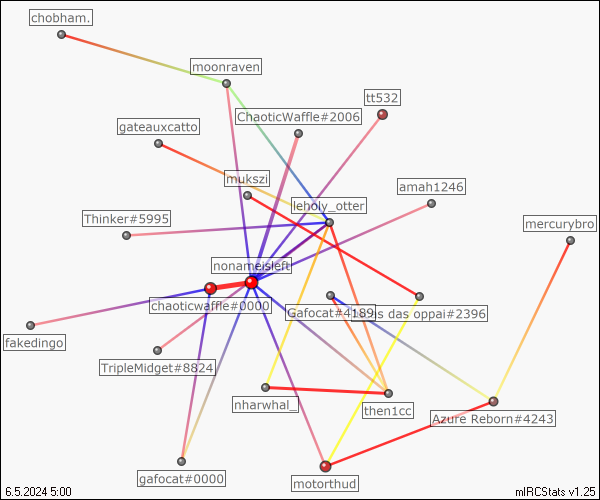 chobham.
moonraven
tt532
ChaoticWaffle#2006
gateauxcatto
mukszi
amah1246
leholy_otter
Thinker#5995
mercurybro
nonameisleft
chaoticwaffle#0000
Gafocat#4189
das oppai#2396
fakedingo
TripleMidget#8824
nharwhal_
then1cc
Azure Reborn#4243
gafocat#0000
motorthud
6.5.2024 5:00
mIRCStats v1.25